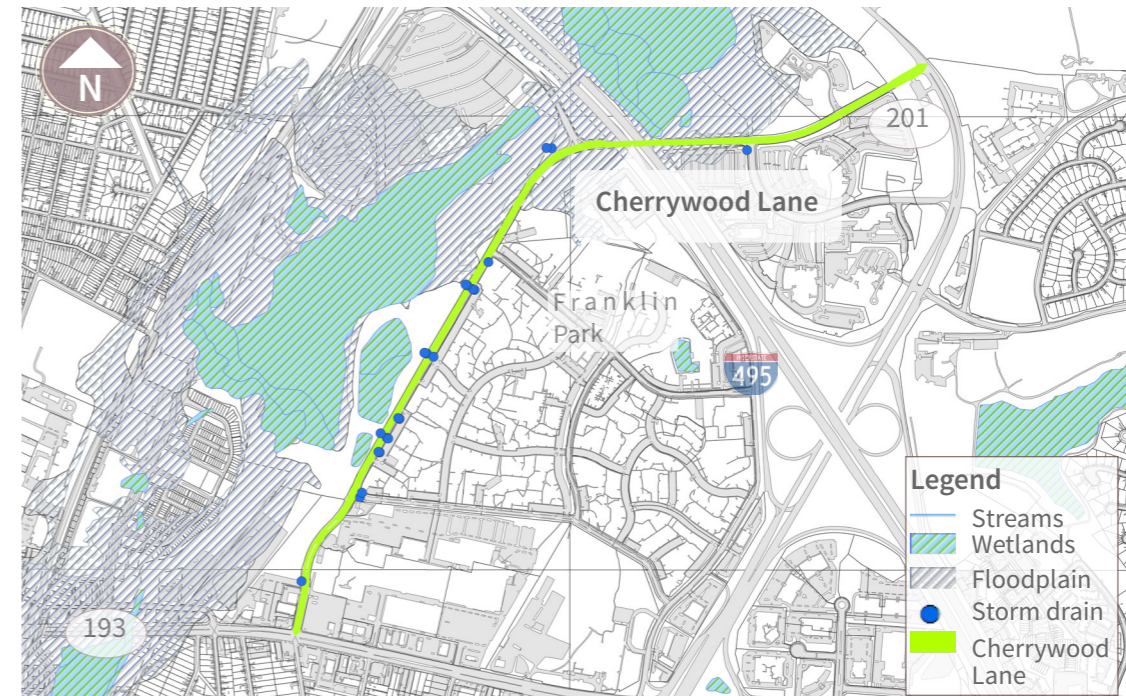 N
201
Cherrywood Lane
Franklin
Park
INTERSTATE
495
193
Legend
Streams
Wetlands
Floodplain
Storm drain
Cherrywood
Lane